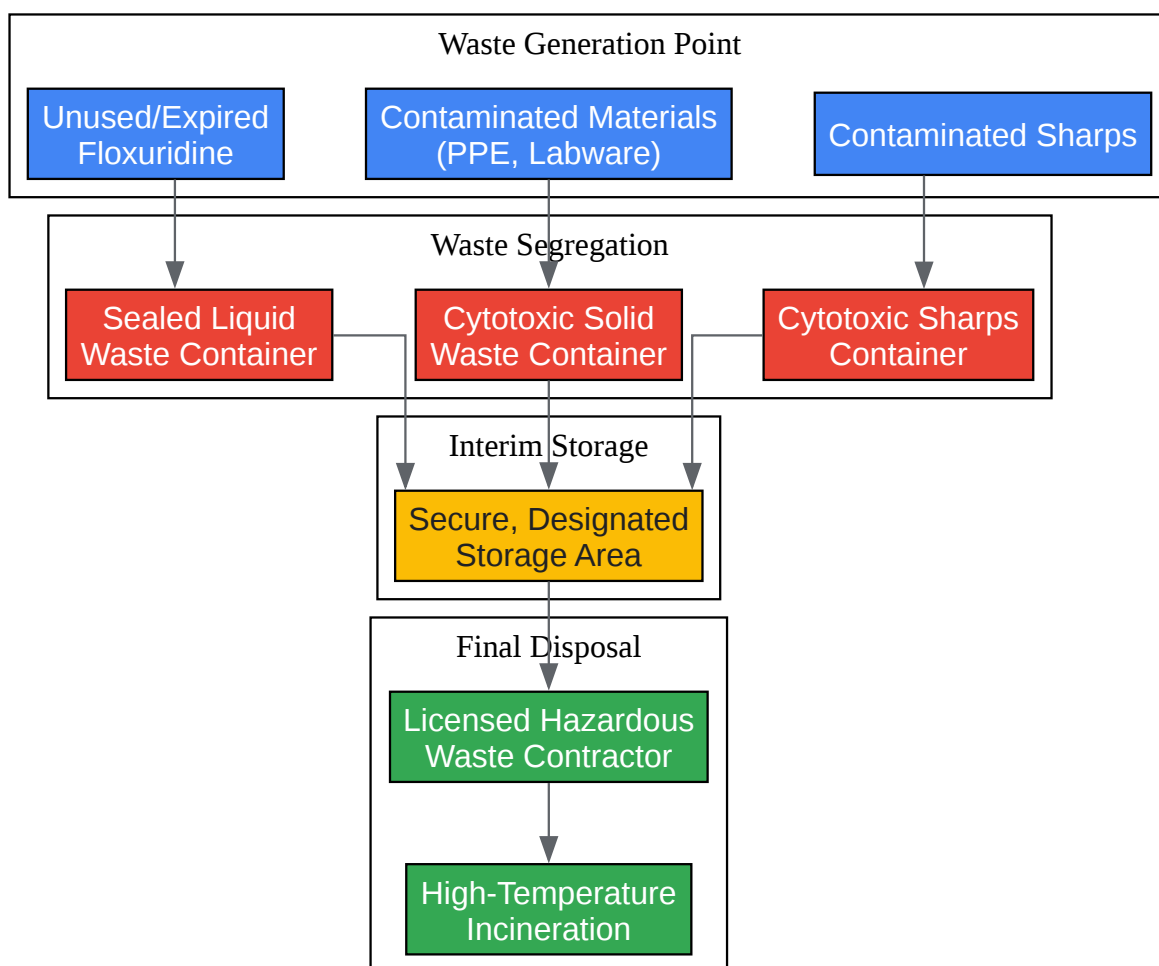 Waste Generation Point
Unused/Expired
Floxuridine
Contaminated Materials
(PPE, Labware)
Contaminated Sharps
Waste Segregation
Sealed Liquid
Waste Container
Cytotoxic Solid
Waste Container
Cytotoxic Sharps
Container
Interim Storage
Secure, Designated
Storage Area
Final Disposal
Licensed Hazardous
Waste Contractor
High-Temperature
Incineration